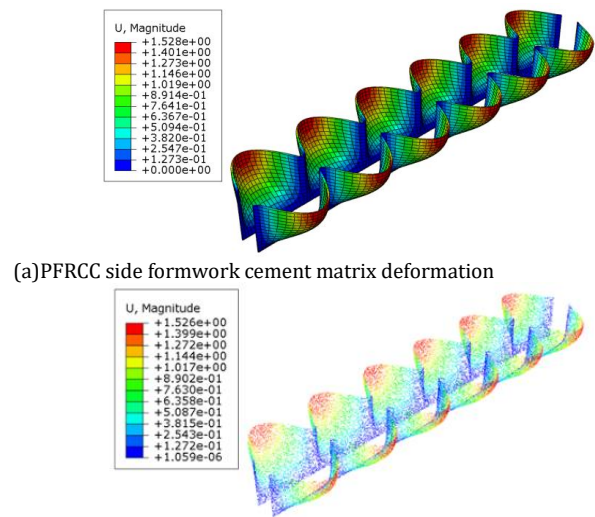 U, Magnitude
+1.528e+00
+1.401e+00
+1.273e+00
+1.146e+00
+1.019e+00
+8.914e-01
+7.641e-01
+6.367e-01
+5.094e-01
+3.820e-01
+2.547e-01
+1.273e-01
+0.000e+00
(a)PFRCC side formwork cement matrix deformation
U, Magnitude
+1.526e+00
+1.399e+00
+1.272e+00
+1.144e+00
+1.017e+00
+8.902e-01
+7.630e-01
+6.358e-01
+5.087e-01
+3.815e-01
+2.543e-01
+1.272e-01
+1.059e-06